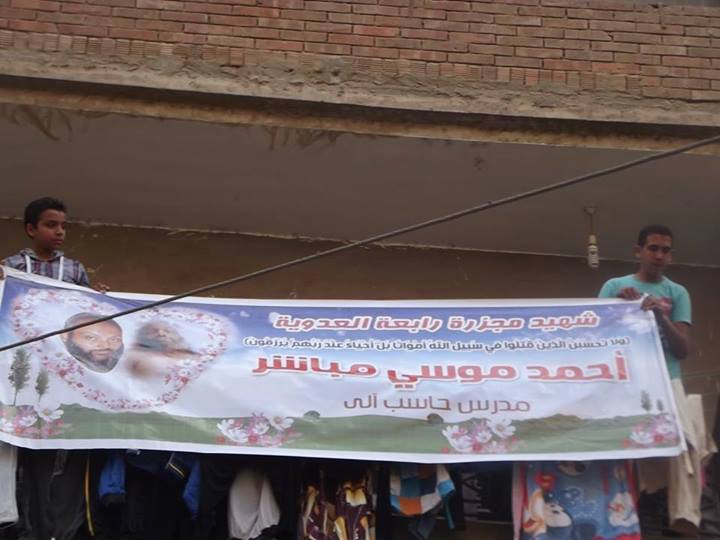 شهيد مجزرة رابعة العدوية
(ولا تحسبن الذين قتلوا في سبيل الله أمواتا بل أحياء عند ربهم يرزقون)
أحمد موسي مباشر
مدرس حاسب آلى